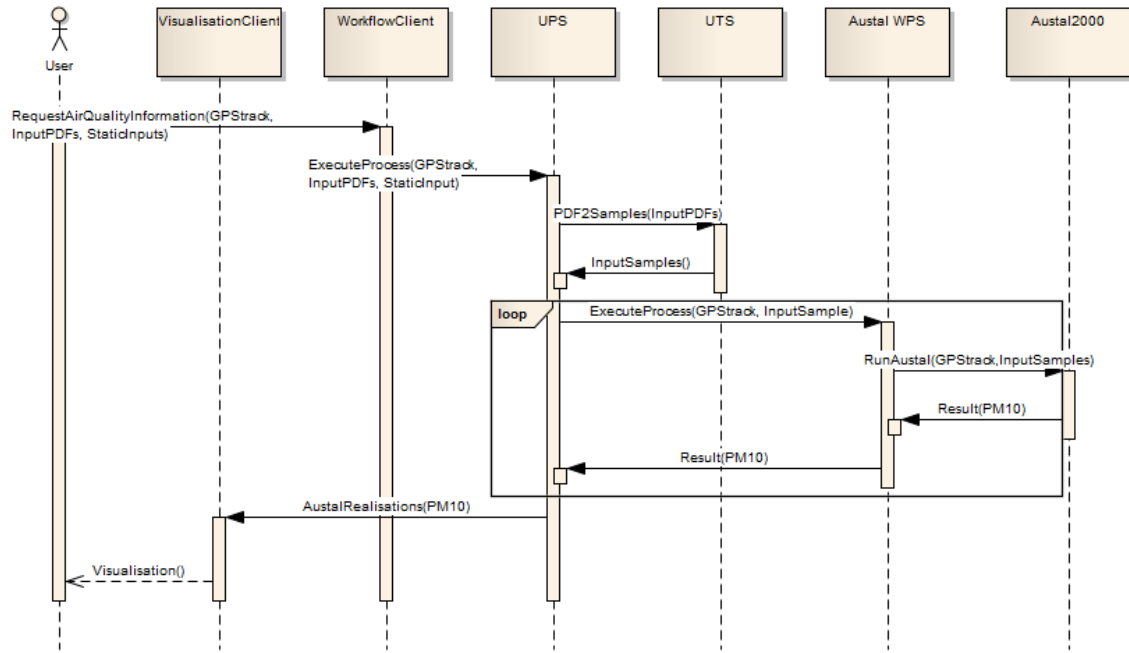 User
VisualisationClient
WorkflowClient
UPS
UTS
Austal WPS
Austal2000
RequestAirQualityInformation(GPStrack,
InputPDFs, StaticInputs)
ExecuteProcess(GPStrack,
InputPDFs, StaticInput)
PDF2Samples(InputPDFs)
InputSamples()
loop
ExecuteProcess(GPStrack, InputSample)
RunAustal(GPStrack,InputSamples)
Result(PM10)
Result(PM10)
AustalRealisations(PM10)
Visualisation()